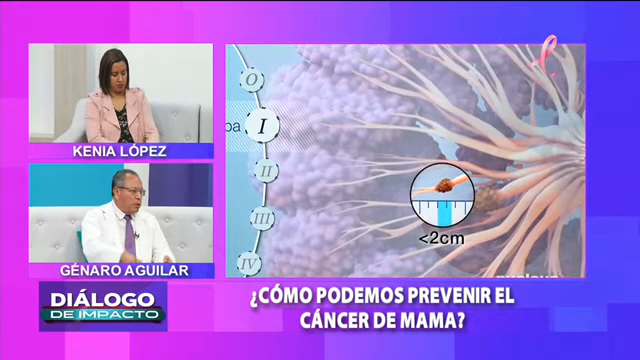 KENIA LÓPEZ
GÉNARO AGUILAR
O
I
II
III
IV
<2cm
DIÁLOGO
DE IMPACTO
¿CÓMO PODEMOS PREVENIR EL
CÁNCER DE MAMA?